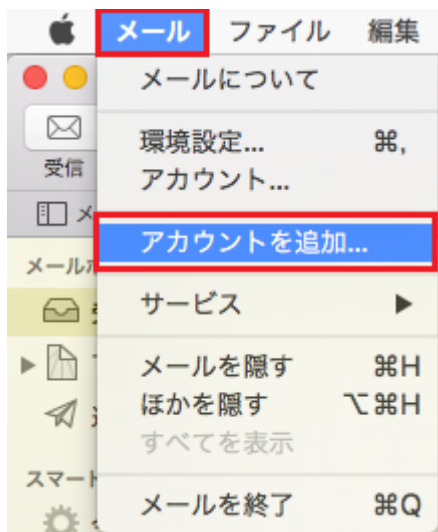 メール ファイル 編集
メールについて
環境設定... ⌘,
受信
アカウント...
アカウントを追加...
サービス ▶
メールを隠す ⌘H
ほかを隠す ⌥⌘H
すべてを表示
スマート
メールを終了 ⌘Q